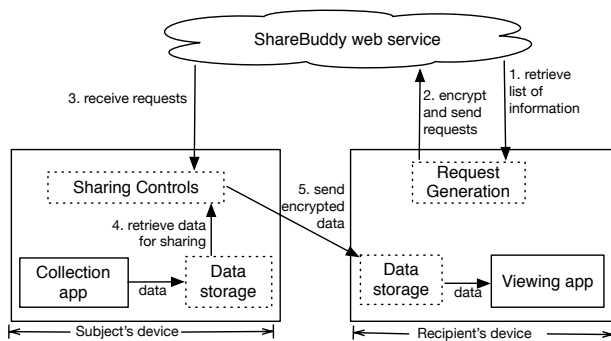 ShareBuddy web service
1. retrieve
list of
information
2. encrypt
and send
requests
3. receive requests
Sharing Controls
Request
Generation
5. send
encrypted
data
4. retrieve data
for sharing
Collection
app
data
Data
storage
Data
storage
data
Viewing app
Subject's device
Recipient's device